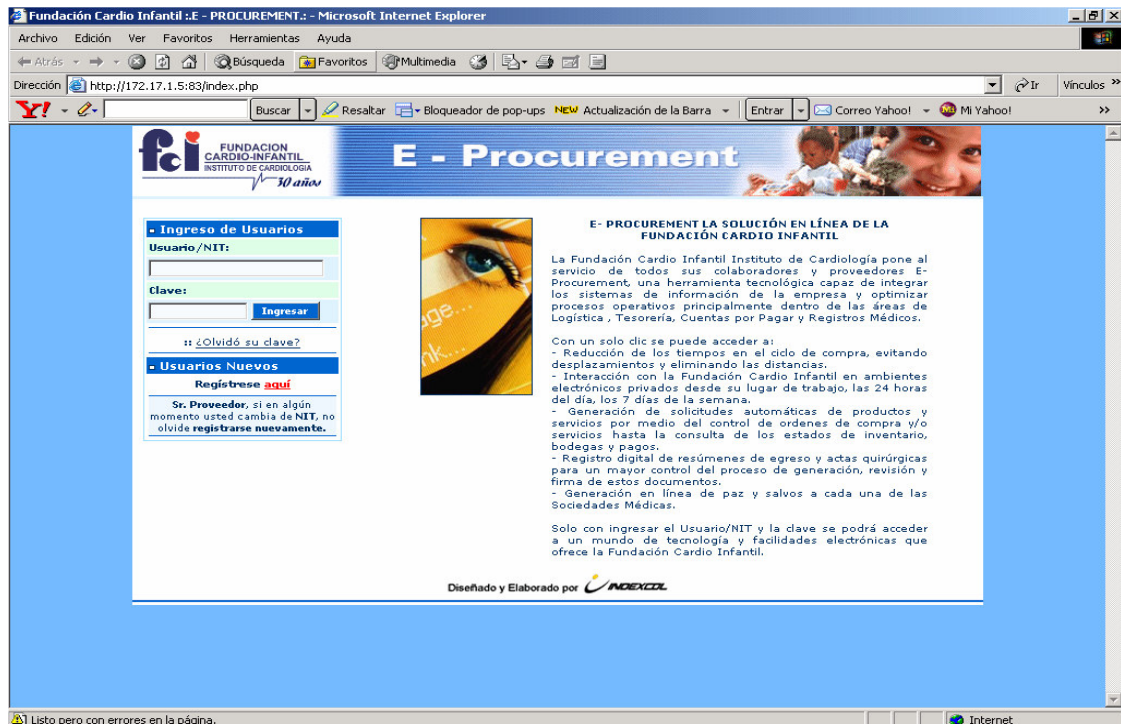 Fundación Cardio Infantil :.E - PROCUREMENT.: - Microsoft Internet Explorer
Archivo Edición Ver Favoritos Herramientas Ayuda
Atrás Búsqueda Favoritos Multimedia
Dirección http://172.17.1.5:83/index.php Ir Vínculos »
Y! Buscar Resaltar Bloqueador de pop-ups NEW Actualización de la Barra Entrar Correo Yahoo! Mi Yahoo! »
fci FUNDACION
CARDIO-INFANTIL
INSTITUTO DE CARDIOLOGIA
30 años
E - Procurement
Ingreso de Usuarios
Usuario/NIT:
Clave:
Ingresar
:: ¿Olvidó su clave?
Usuarios Nuevos
Regístrese aquí
Sr. Proveedor, si en algún
momento usted cambia de NIT, no
olvide registrarse nuevamente.
age...
nk...
E- PROCUREMENT LA SOLUCIÓN EN LÍNEA DE LA
FUNDACIÓN CARDIO INFANTIL
La Fundación Cardio Infantil Instituto de Cardiología pone al
servicio de todos sus colaboradores y proveedores E-
Procurement, una herramienta tecnológica capaz de integrar
los sistemas de información de la empresa y optimizar
procesos operativos principalmente dentro de las áreas de
Logística , Tesorería, Cuentas por Pagar y Registros Médicos.
Con un solo clic se puede acceder a:
- Reducción de los tiempos en el ciclo de compra, evitando
desplazamientos y eliminando las distancias.
- Interacción con la Fundación Cardio Infantil en ambientes
electrónicos privados desde su lugar de trabajo, las 24 horas
del día, los 7 días de la semana.
- Generación de solicitudes automáticas de productos y
servicios por medio del control de ordenes de compra y/o
servicios hasta la consulta de los estados de inventario,
bodegas y pagos.
- Registro digital de resúmenes de egreso y actas quirúrgicas
para un mayor control del proceso de generación, revisión y
firma de estos documentos.
- Generación en línea de paz y salvos a cada una de las
Sociedades Médicas.
Solo con ingresar el Usuario/NIT y la clave se podrá acceder
a un mundo de tecnología y facilidades electrónicas que
ofrece la Fundación Cardio Infantil.
Diseñado y Elaborado por INDEXCOL
Listo pero con errores en la página. Internet